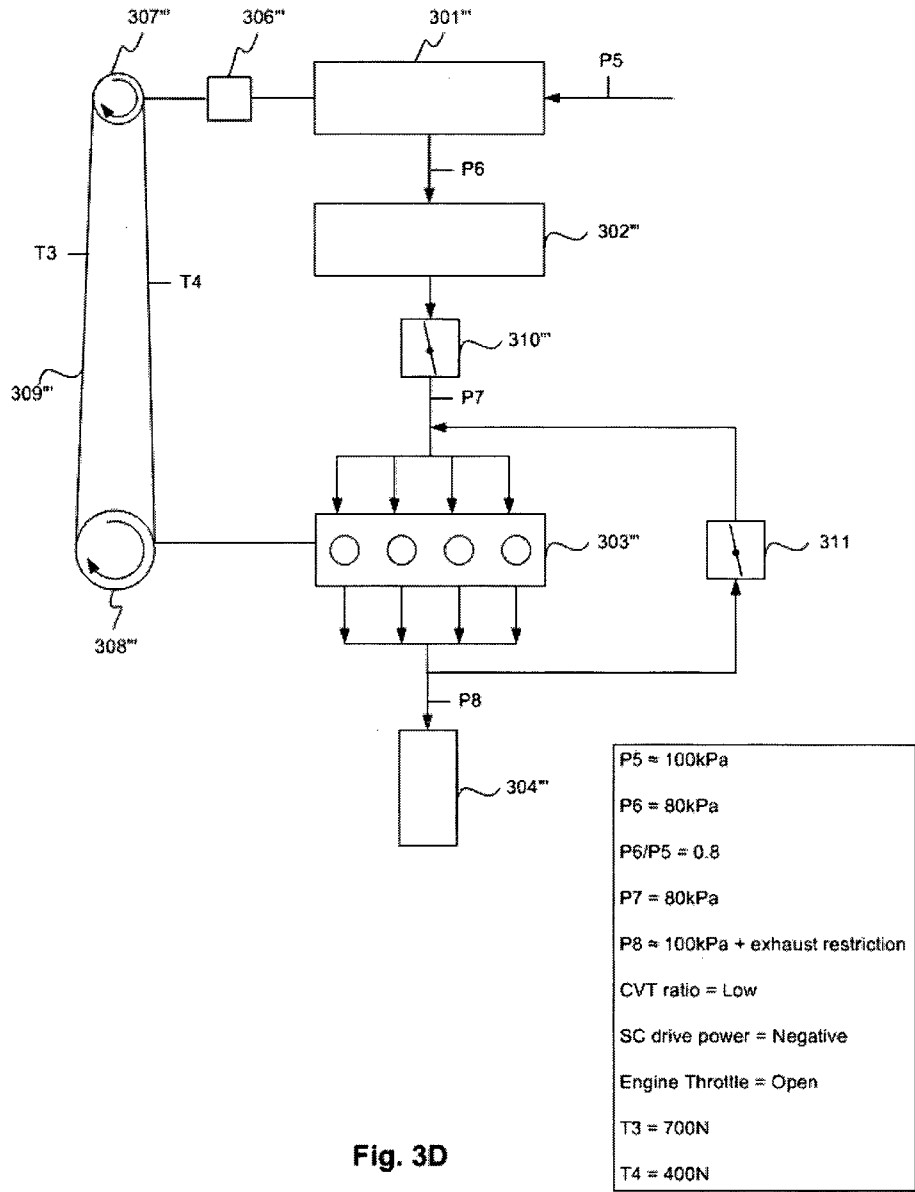 307""
306""
301""
P5
P6
302""
T3
T4
310'''
P7
309""
303""
311
308""
P8
304'''
P5 ≈ 100kPa
P6 = 80kPa
P6/P5 = 0.8
P7 = 80kPa
P8 ≈ 100kPa + exhaust restriction
CVT ratio = Low
SC drive power = Negative
Engine Throttle = Open
T3 = 700N
T4 = 400N
Fig. 3D